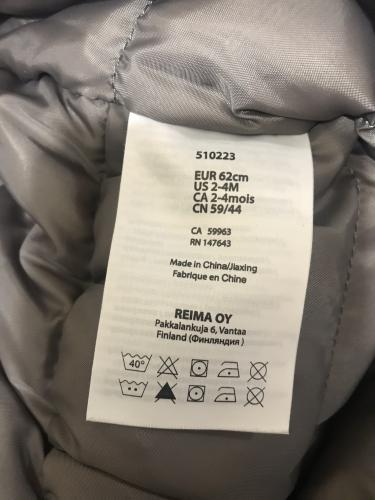 510223
EUR 62cm
US 2-4M
CA 2-4mois
CN 59/44
CA 59963
RN 147643
Made in China/Jiaxing
Fabrique en Chine
REIMA OY
Pakkalankuja 6, Vantaa
Finland (Финляндия )
40°